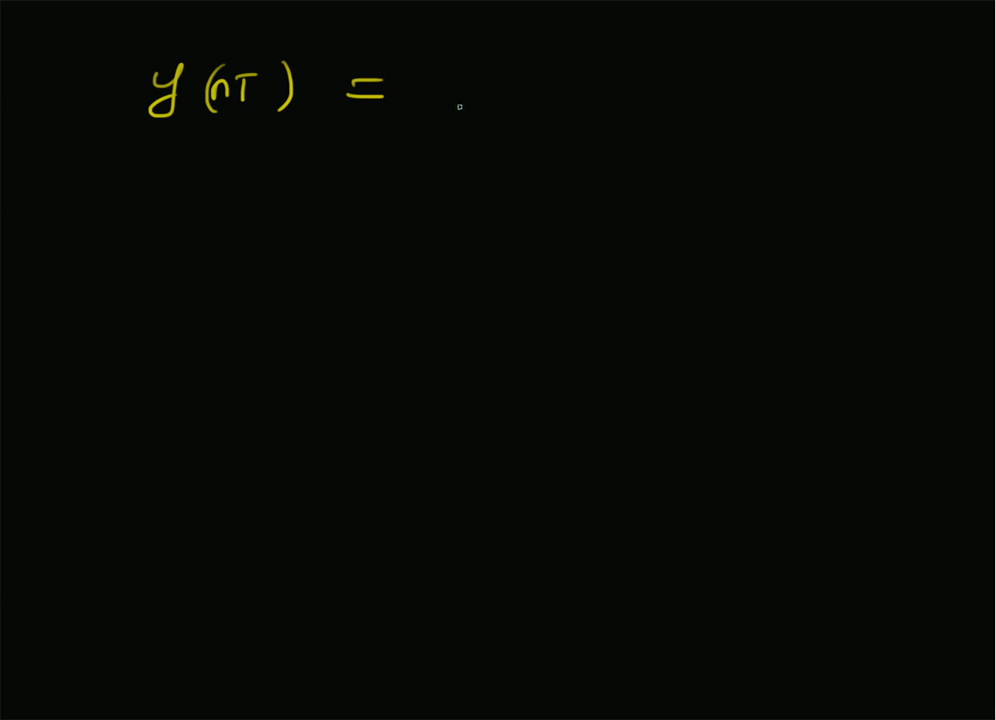 y(nT) =